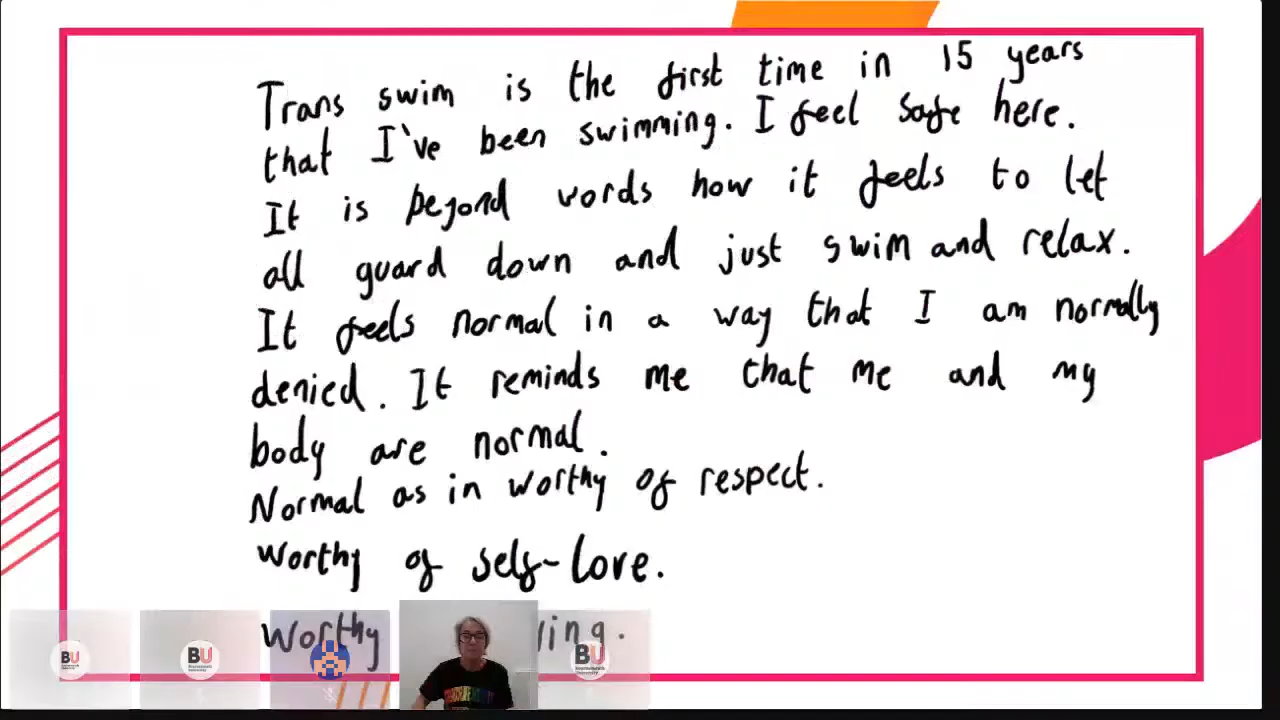 Trans swim is the first time in 15 years
that I've been swimming. I feel safe here.
It is beyond words how it feels to let
all guard down and just swim and relax.
It feels normal in a way that I am normally
denied. It reminds me that me and my
body are normal.
Normal as in worthy of respect.
Worthy of self-love.
Worthy
BU
BU
BU